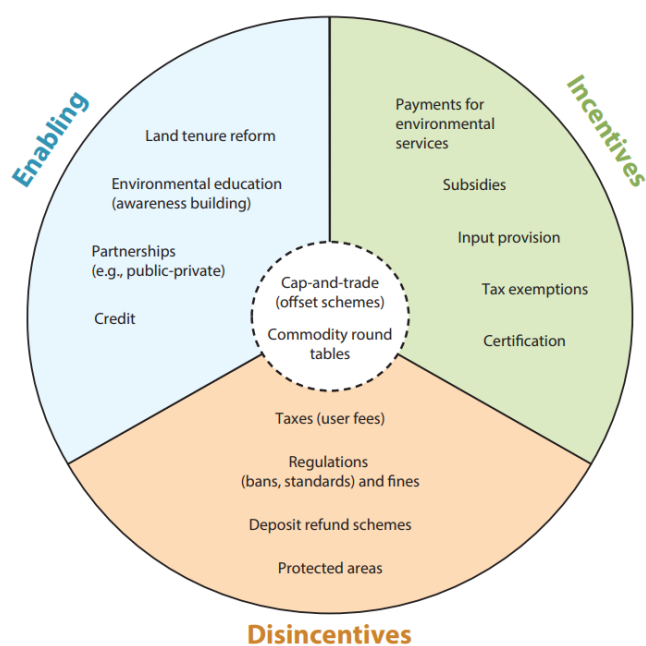 Enabling
Land tenure reform
Environmental education
(awareness building)
Partnerships
(e.g., public-private)
Credit
Incentives
Payments for
environmental
services
Subsidies
Input provision
Tax exemptions
Certification
Cap-and-trade
(offset schemes)
Commodity round
tables
Taxes (user fees)
Regulations
(bans, standards) and fines
Deposit refund schemes
Protected areas
Disincentives